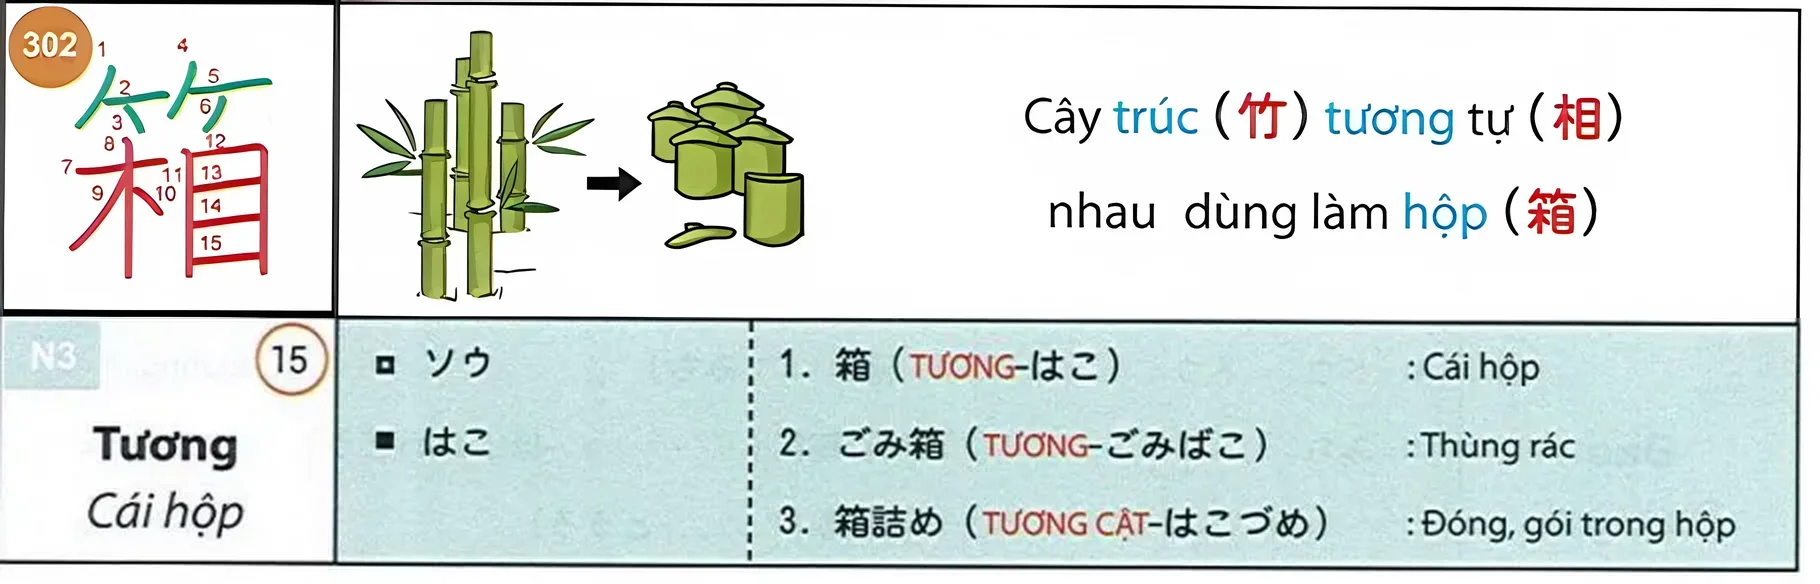 302
1 2 3 4 5 6
箱
7 8 9 10 11 12 13 14 15
Cây trúc (竹) tương tự (相)
nhau dùng làm hộp (箱)
N3
15
Tương
Cái hộp
ソウ
はこ
1. 箱 (TƯƠNG-はこ) : Cái hộp
2. ごみ箱 (TƯƠNG-ごみばこ) : Thùng rác
3. 箱詰め (TƯƠNG CẬT-はこづめ) : Đóng, gói trong hộp